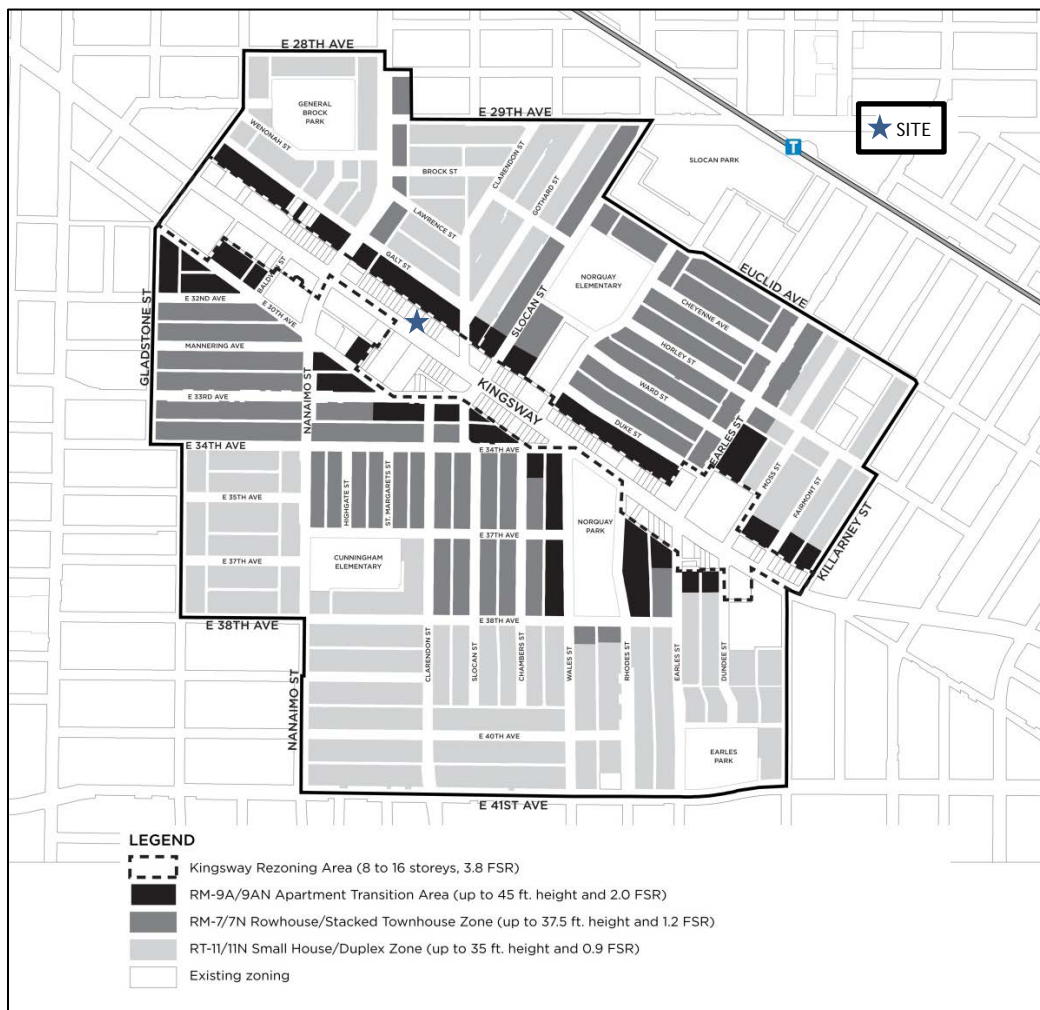 E 28TH AVE
GENERAL
BROCK
PARK
E 29TH AVE
SITE
T
SLOCAN PARK
WENONAH ST
BROCK ST
CLARENDON ST
GOTHARD ST
LAWRENCE ST
GALT ST
NORQUAY
ELEMENTARY
EUCLID AVE
SLOCAN ST
CHEYENNE AVE
HORLEY ST
WARD ST
DUKE ST
EARLES ST
MOSS ST
FAIRMONT ST
KILLARNEY ST
GLADSTONE ST
E 32ND AVE
E 30TH AVE
MANNERING AVE
NANAIMO ST
KINGSWAY
E 33RD AVE
E 34TH AVE
E 34TH AVE
E 35TH AVE
HIGHGATE ST
ST. MARGARETS ST
E 37TH AVE
NORQUAY
PARK
E 37TH AVE
CUNNINGHAM
ELEMENTARY
E 38TH AVE
E 38TH AVE
CLARENDON ST
SLOCAN ST
CHAMBERS ST
WALES ST
RHODES ST
EARLES ST
DUNDEE ST
NANAIMO ST
E 40TH AVE
EARLES
PARK
E 41ST AVE
LEGEND
Kingsway Rezoning Area (8 to 16 storeys, 3.8 FSR)
RM-9A/9AN Apartment Transition Area (up to 45 ft. height and 2.0 FSR)
RM-7/7N Rowhouse/Stacked Townhouse Zone (up to 37.5 ft. height and 1.2 FSR)
RT-11/11N Small House/Duplex Zone (up to 35 ft. height and 0.9 FSR)
Existing zoning